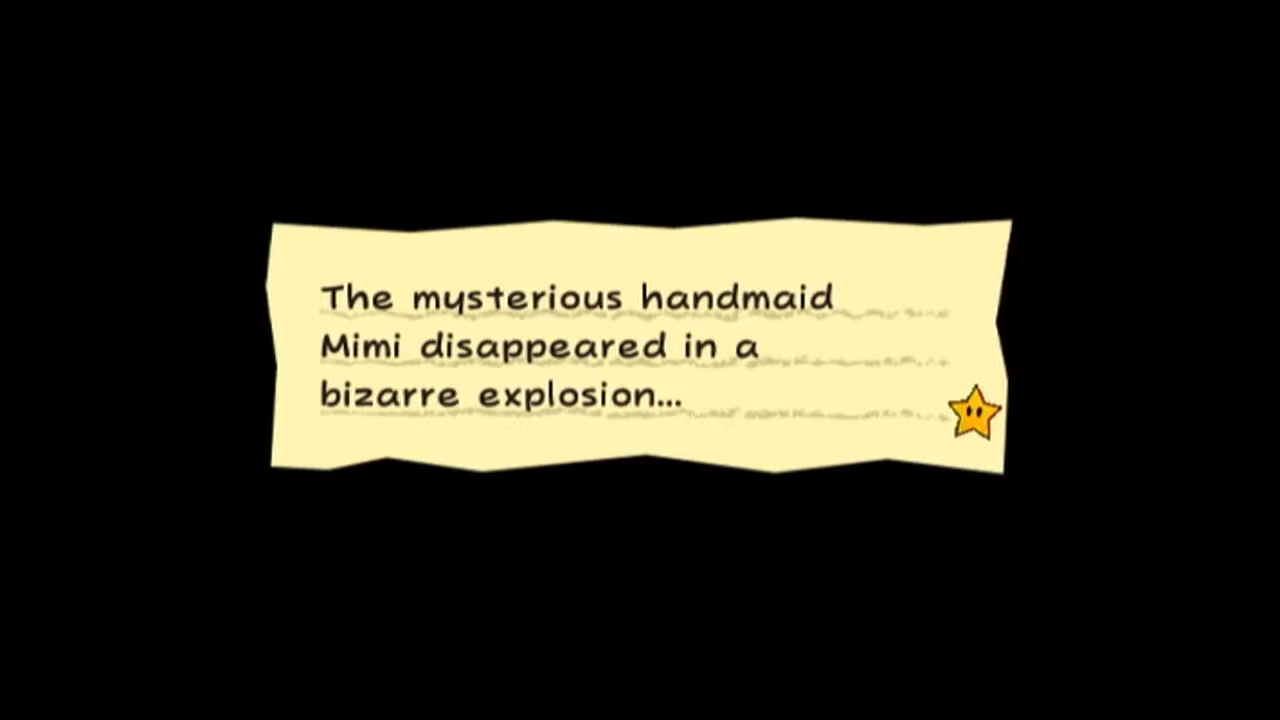 The mysterious handmaid
Mimi disappeared in a
bizarre explosion...